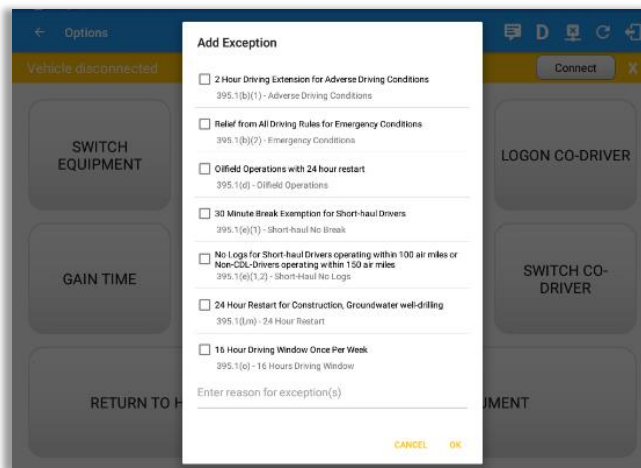 Options
D
Vehicle disconnected
Connect
X
Add Exception
2 Hour Driving Extension for Adverse Driving Conditions
395.1(b)(1) - Adverse Driving Conditions
Relief from All Driving Rules for Emergency Conditions
395.1(b)(2) - Emergency Conditions
Oilfield Operations with 24 hour restart
395.1(d) - Oilfield Operations
30 Minute Break Exemption for Short-haul Drivers
395.1(e)(1) - Short-haul No Break
No Logs for Short-haul Drivers operating within 100 air miles or
Non-CDL-Drivers operating within 150 air miles
395.1(e)(1,2) - Short-Haul No Logs
24 Hour Restart for Construction, Groundwater well-drilling
395.1(l,m) - 24 Hour Restart
16 Hour Driving Window Once Per Week
395.1(o) - 16 Hours Driving Window
Enter reason for exception(s)
CANCEL
OK
SWITCH
EQUIPMENT
LOGON CO-DRIVER
GAIN TIME
SWITCH CO-
DRIVER
RETURN TO H
UMENT